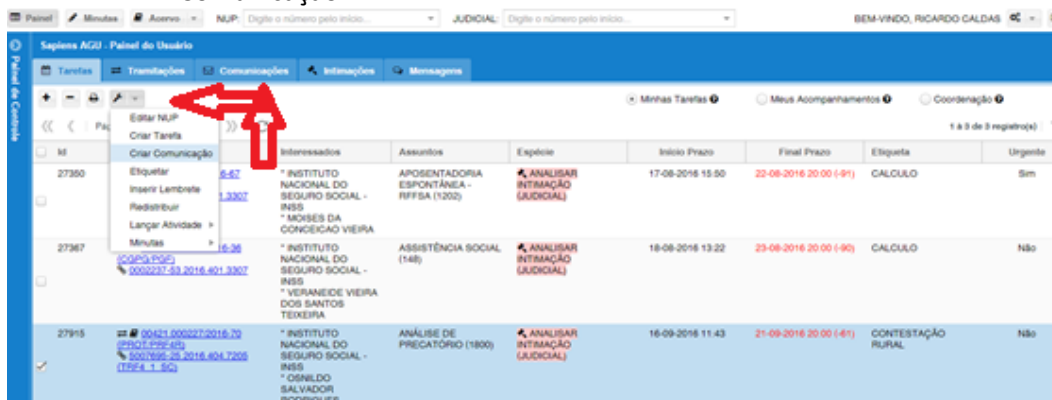 Painel Minutas Acervo NUP: Digite o número pelo início... JUDICIAL: Digite o número pelo início... BEM-VINDO, RICARDO CALDAS
Sapiens AGU - Painel do Usuário
Painel de Controle
Tarefas Tramitações Comunicações Intimações Mensagens
Minhas Tarefas Meus Acompanhamentos Coordenação
1 a 3 de 3 registro(s)
Editar NUP
Criar Tarefa
Criar Comunicação
Etiquetar
Inserir Lembrete
Redistribuir
Lançar Atividade
Minutas
Id Interessados Assuntos Espécie Início Prazo Final Prazo Etiqueta Urgente
27350 * INSTITUTO APOSENTADORIA ANALISAR 17-08-2016 15:50 22-08-2016 20:00 (-91) CALCULO Sim
NACIONAL DO ESPONTÂNEA - INTIMAÇÃO
SEGURO SOCIAL - RFFSA (1202) (JUDICIAL)
INSS
* MOISES DA
CONCEICAO VIEIRA
27367 * INSTITUTO ASSISTÊNCIA SOCIAL ANALISAR 18-08-2016 13:22 23-08-2016 20:00 (-90) CALCULO Não
(CGPG/PGF) NACIONAL DO (148) INTIMAÇÃO
0002237-53.2016.401.3307 SEGURO SOCIAL - (JUDICIAL)
INSS
* VERANEIDE VIEIRA
DOS SANTOS
TEIXEIRA
27915 00421.000227/2016-70 * INSTITUTO ANÁLISE DE ANALISAR 16-09-2016 11:43 21-09-2016 20:00 (-61) CONTESTAÇÃO Não
(PROT/PRF4R) NACIONAL DO PRECATÓRIO (1800) INTIMAÇÃO RURAL
5007695-25.2016.404.7205 SEGURO SOCIAL - (JUDICIAL)
(TRF4_1_SC) INSS
* OSNILDO
SALVADOR
RODRIGUES